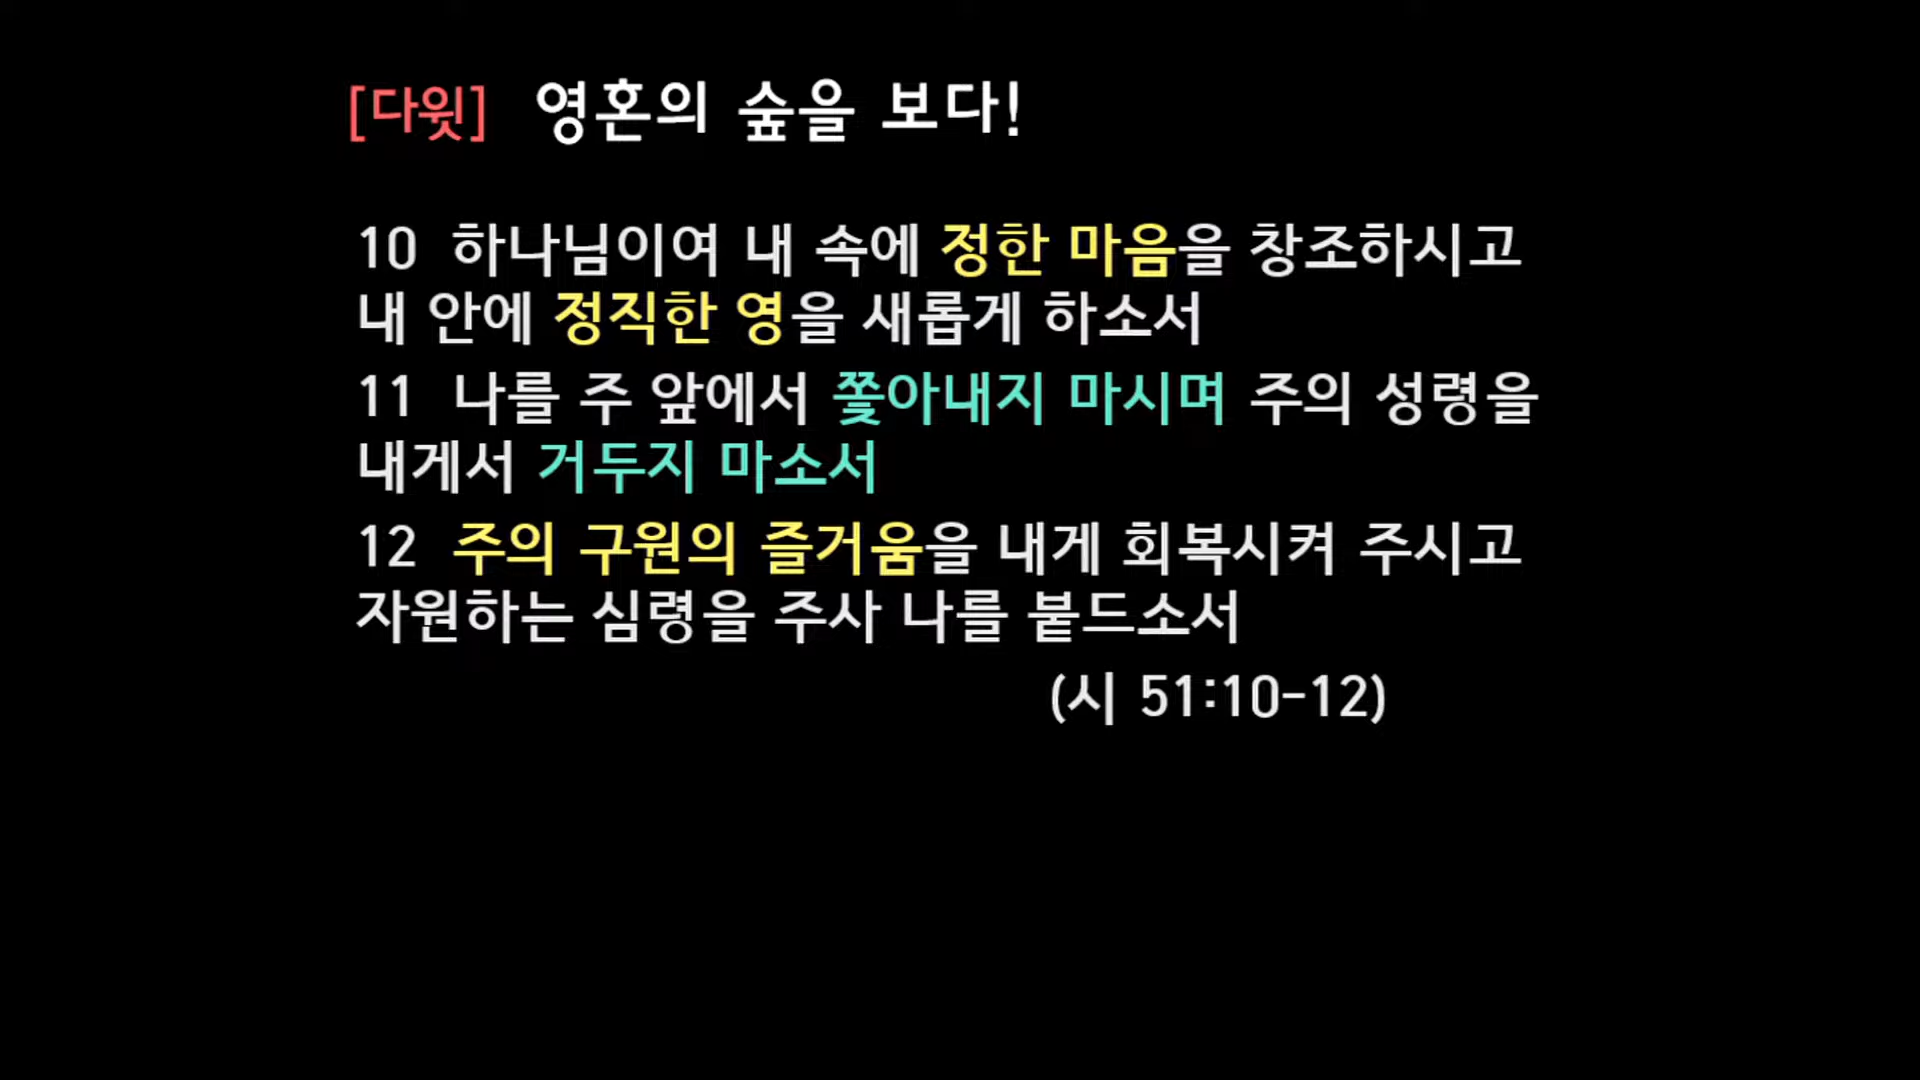 [다윗] 영혼의 숲을 보다!
10 하나님이여 내 속에 정한 마음을 창조하시고
내 안에 정직한 영을 새롭게 하소서
11 나를 주 앞에서 쫓아내지 마시며 주의 성령을
내게서 거두지 마소서
12 주의 구원의 즐거움을 내게 회복시켜 주시고
자원하는 심령을 주사 나를 붙드소서
(시 51:10-12)